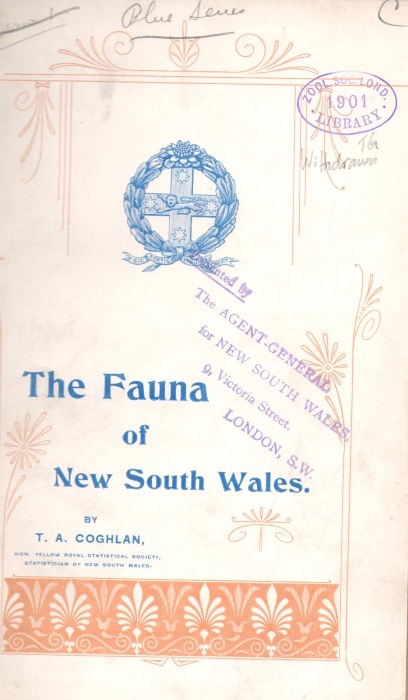 Blue Series
C
ZOOL. SOC. LOND.
1901
LIBRARY
Withdrawn
Presented by
The AGENT-GENERAL
for NEW SOUTH WALES,
9, Victoria Street.
LONDON, S.W.
The Fauna
of
New South Wales.
BY
T. A. COGHLAN,
HON. FELLOW ROYAL STATISTICAL SOCIETY,
STATISTICIAN OF NEW SOUTH WALES.